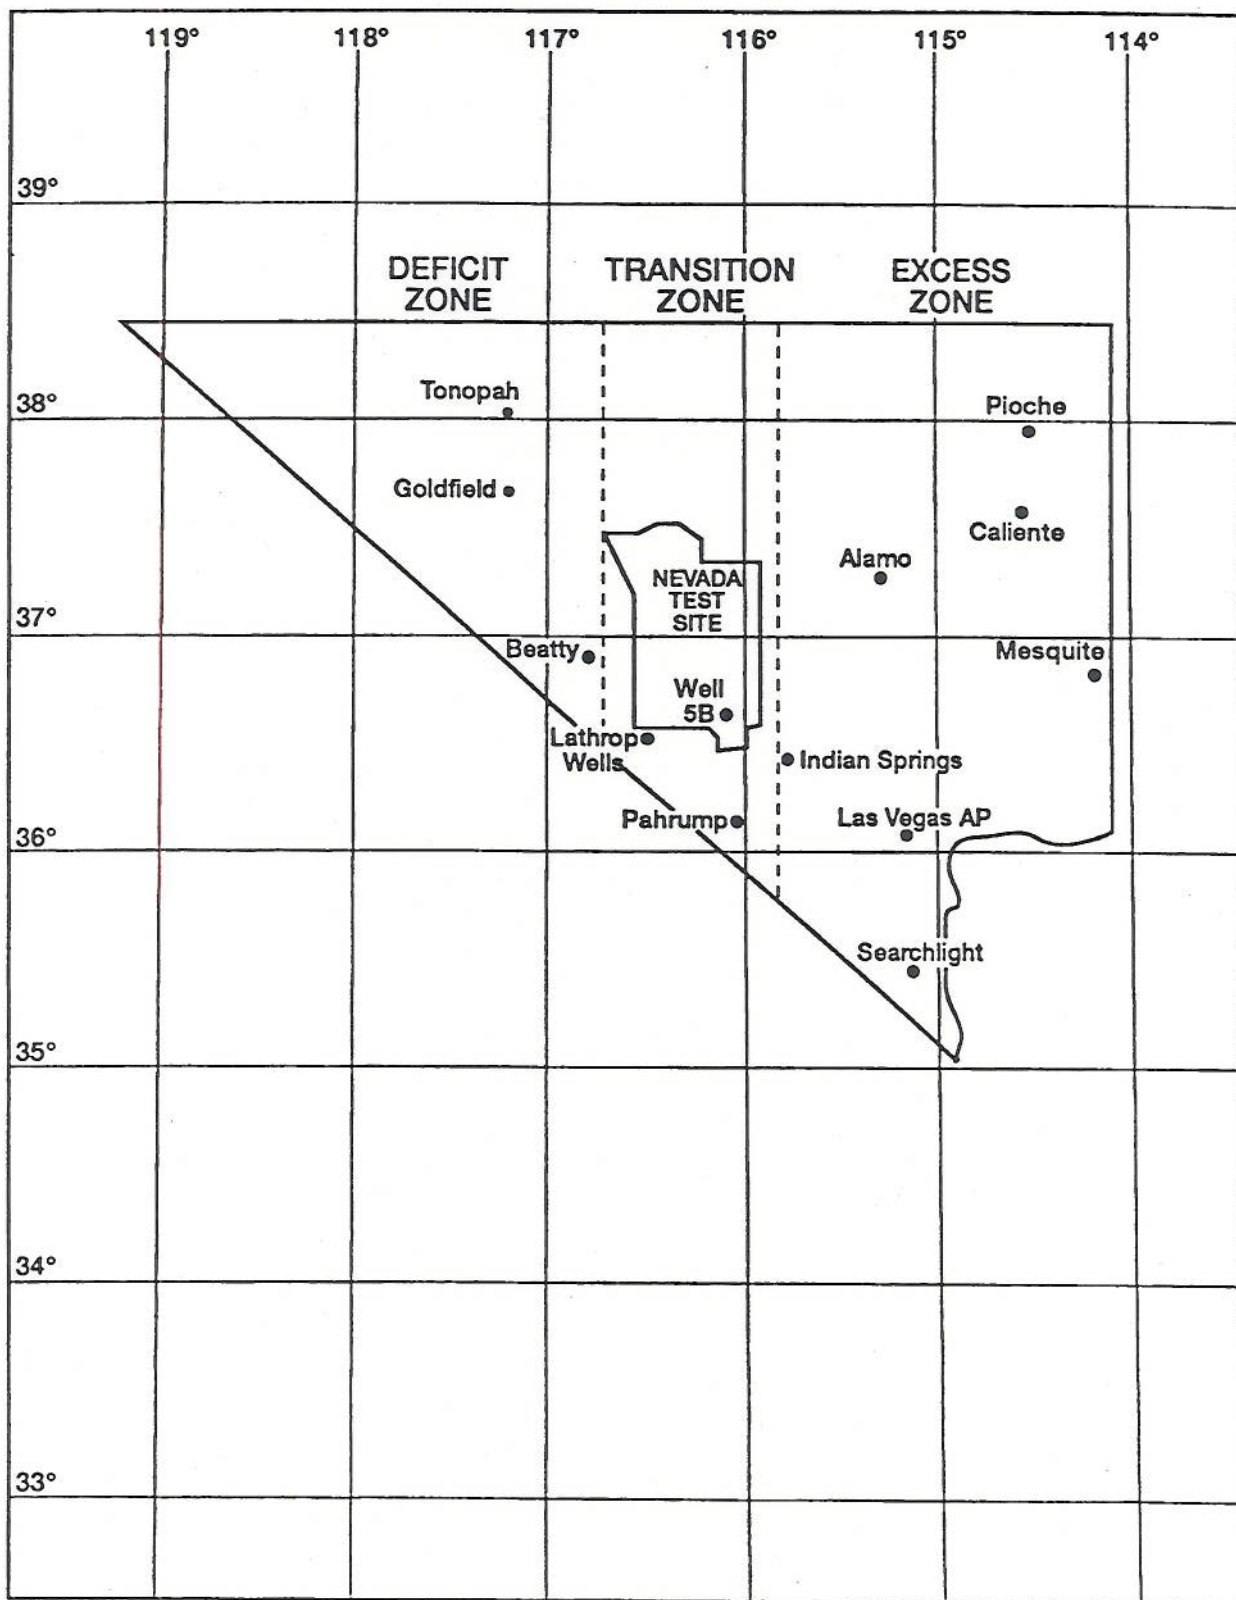 119° 118° 117° 116° 115° 114°
39°
DEFICIT
ZONE
TRANSITION
ZONE
EXCESS
ZONE
Tonopah
38°
Pioche
Goldfield
Caliente
Alamo
NEVADA
TEST
SITE
37°
Beatty
Mesquite
Well
5B
Lathrop
Wells
Indian Springs
Pahrump
Las Vegas AP
36°
Searchlight
35°
34°
33°